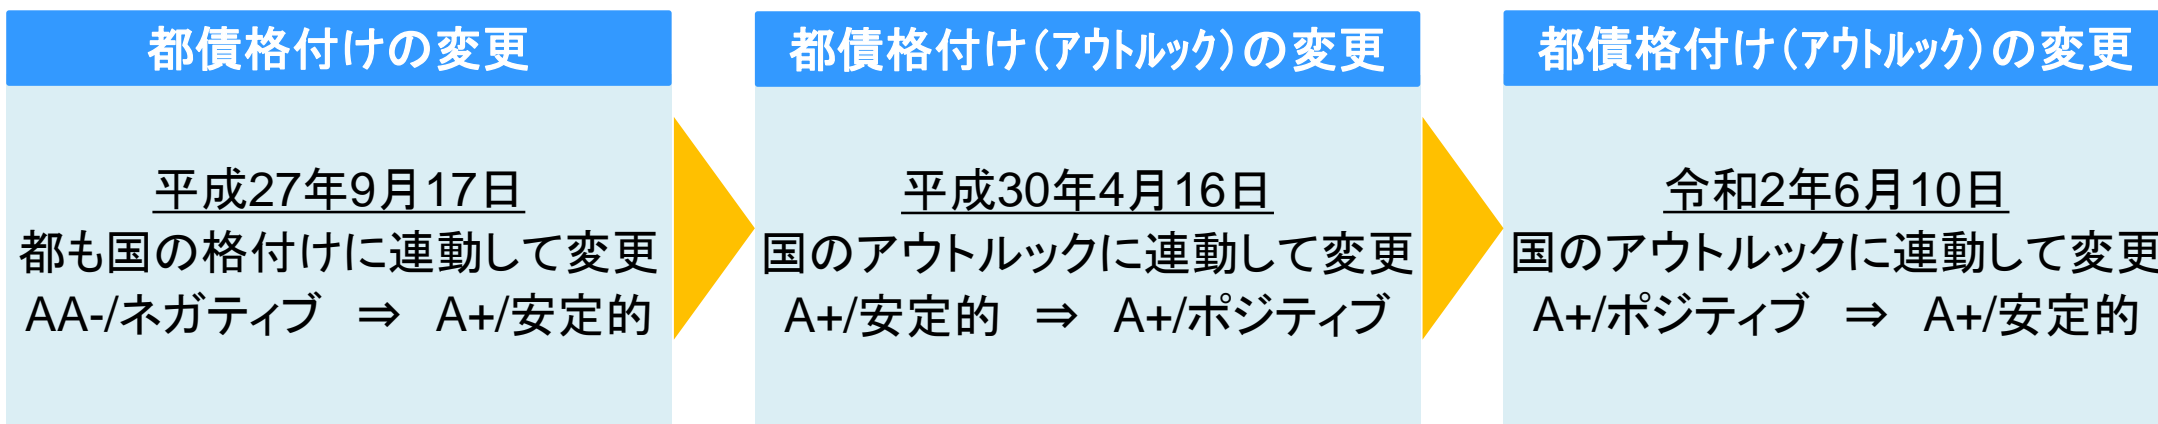 都債格付けの変更
平成27年9月17日
都も国の格付けに連動して変更
AA-/ネガティブ ⇒ A+/安定的
都債格付け(アウトルック)の変更
平成30年4月16日
国のアウトルックに連動して変更
A+/安定的 ⇒ A+/ポジティブ
都債格付け(アウトルック)の変更
令和2年6月10日
国のアウトルックに連動して変更
A+/ポジティブ ⇒ A+/安定的